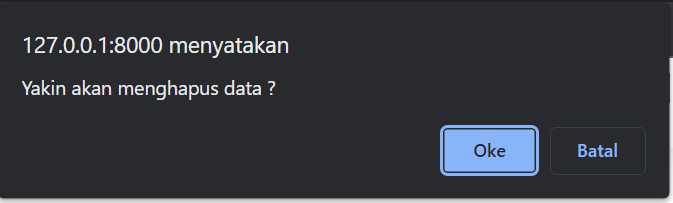 127.0.0.1:8000 menyatakan
Yakin akan menghapus data ?
Oke Batal